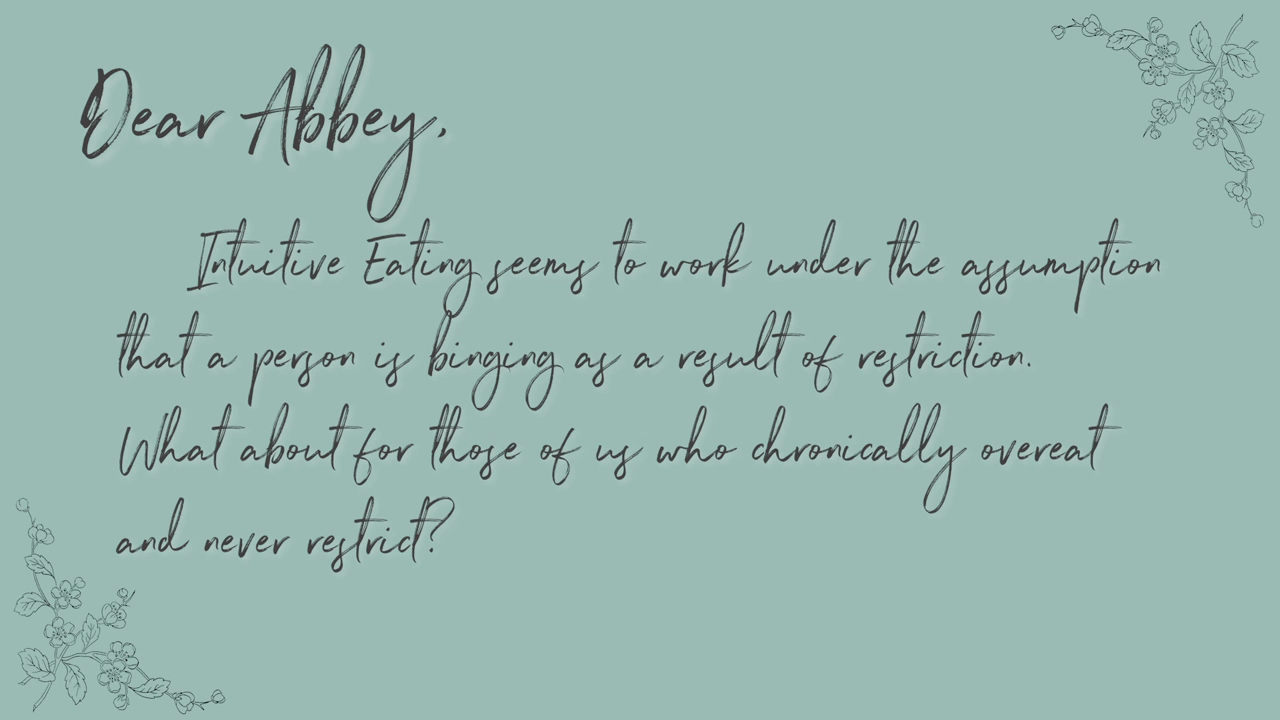 Dear Abbey,
Intuitive Eating seems to work under the assumption
that a person is binging as a result of restriction.
What about for those of us who chronically overeat
and never restrict?